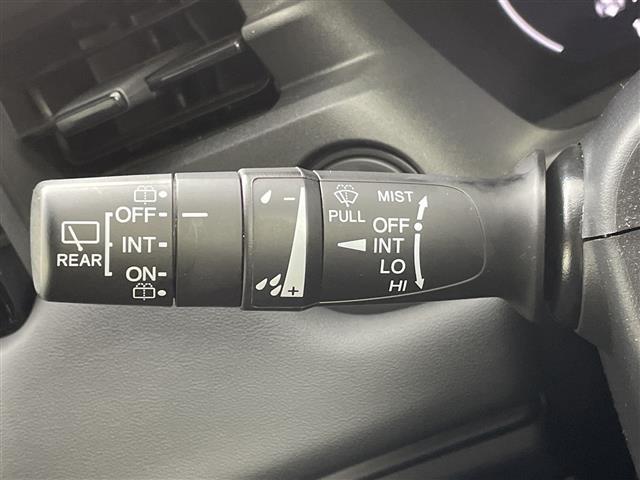 REAR
OFF
INT
ON
−
+
PULL
MIST
OFF
INT
LO
HI